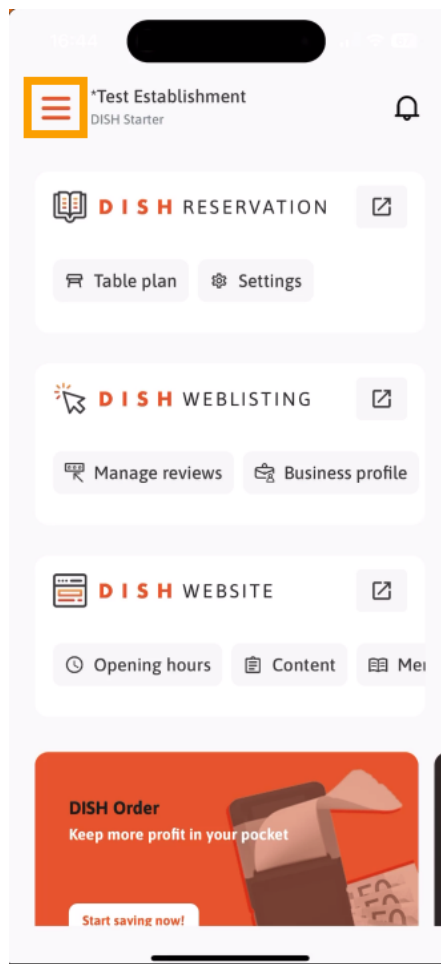 *Test Establishment
DISH Starter
DISH RESERVATION
Table plan Settings
DISH WEBLISTING
Manage reviews Business profile
DISH WEBSITE
Opening hours Content
DISH Order
Keep more profit in your pocket
Start saving now!